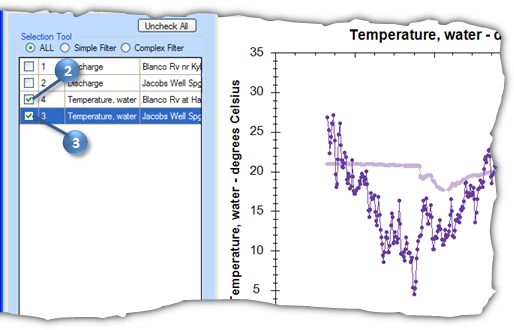 Uncheck All
Selection Tool
ALL Simple Filter Complex Filter
1 Discharge Blanco Rv nr Kyl
2 Discharge Jacobs Well Spg
4 Temperature, water Blanco Rv at Ha
3 Temperature, water Jacobs Well Spg
2
3
Temperature, water - d
Temperature, water - degrees Celsius
35
30
25
20
15
10
5